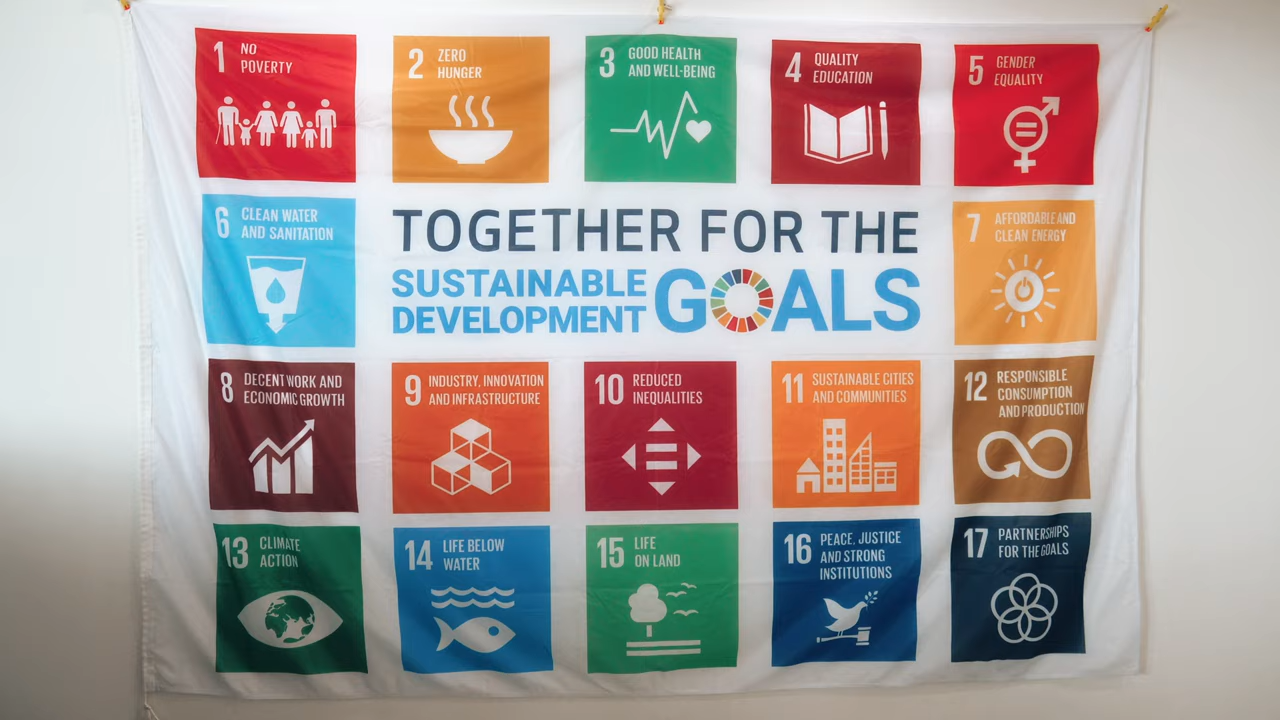 1 NO
POVERTY
2 ZERO
HUNGER
3 GOOD HEALTH
AND WELL-BEING
4 QUALITY
EDUCATION
5 GENDER
EQUALITY
6 CLEAN WATER
AND SANITATION
TOGETHER FOR THE
SUSTAINABLE
DEVELOPMENT
GOALS
7 AFFORDABLE AND
CLEAN ENERGY
8 DECENT WORK AND
ECONOMIC GROWTH
9 INDUSTRY, INNOVATION
AND INFRASTRUCTURE
10 REDUCED
INEQUALITIES
11 SUSTAINABLE CITIES
AND COMMUNITIES
12 RESPONSIBLE
CONSUMPTION
AND PRODUCTION
13 CLIMATE
ACTION
14 LIFE BELOW
WATER
15 LIFE
ON LAND
16 PEACE, JUSTICE
AND STRONG
INSTITUTIONS
17 PARTNERSHIPS
FOR THE GOALS